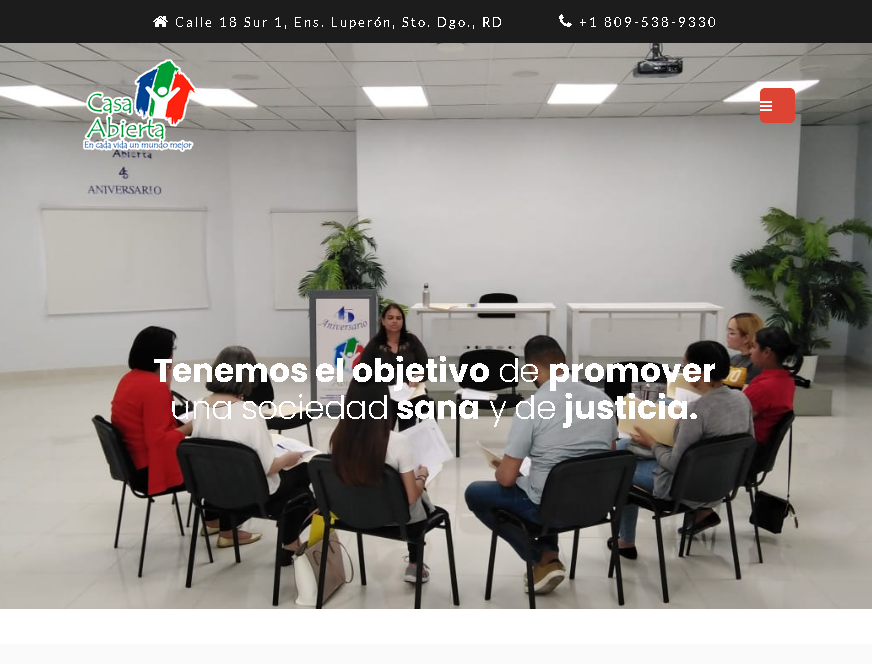 Calle 18 Sur 1, Ens. Luperón, Sto. Dgo., RD
+1 809-538-9330
Casa
Abierta
En cada vida un mundo mejor
Abierta
45
ANIVERSARIO
45
Aniversario
Tenemos el objetivo de promover
una sociedad sana y de justicia.